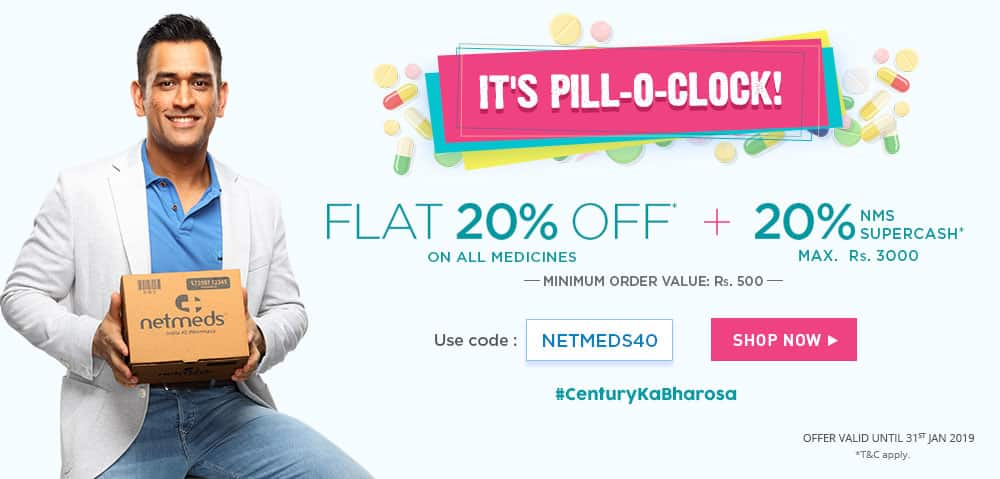 IT'S PILL-O-CLOCK!
FLAT 20% OFF* + 20% NMS SUPERCASH*
ON ALL MEDICINES
MAX. Rs. 3000
MINIMUM ORDER VALUE: Rs. 500
Use code : NETMEDS40 SHOP NOW ▶
#CenturyKaBharosa
OFFER VALID UNTIL 31ST JAN 2019
*T&C apply.
netmeds
India Ki Pharmacy